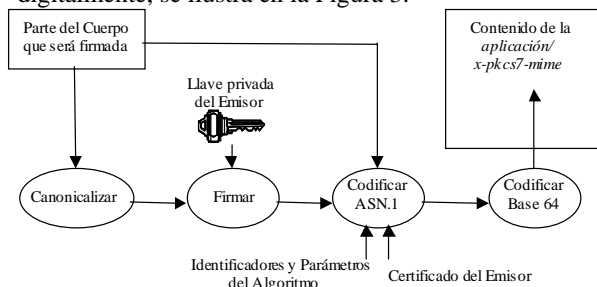 digitalmente, se ilustra en la Figura 3.
Parte del Cuerpo
que será firmada
Contenido de la
aplicación/
x-pkcs7-mime
Llave privada
del Emisor
Canonicalizar
Firmar
Codificar
ASN.1
Codificar
Base 64
Identificadores y Parámetros
del Algoritmo
Certificado del Emisor